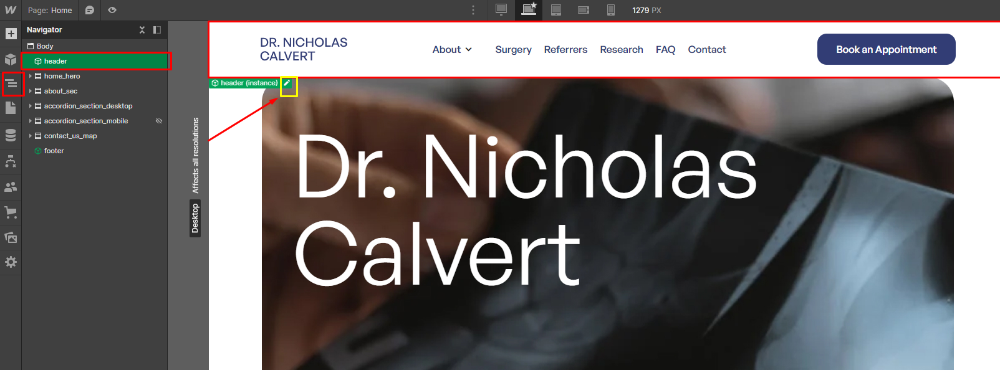 Page: Home
1279 PX
Navigator
Body
header
home_hero
about_sec
accordion_section_desktop
accordion_section_mobile
contact_us_map
footer
Affects all resolutions
Desktop
DR. NICHOLAS
CALVERT
About
Surgery
Referrers
Research
FAQ
Contact
Book an Appointment
header (instance)
Dr. Nicholas
Calvert